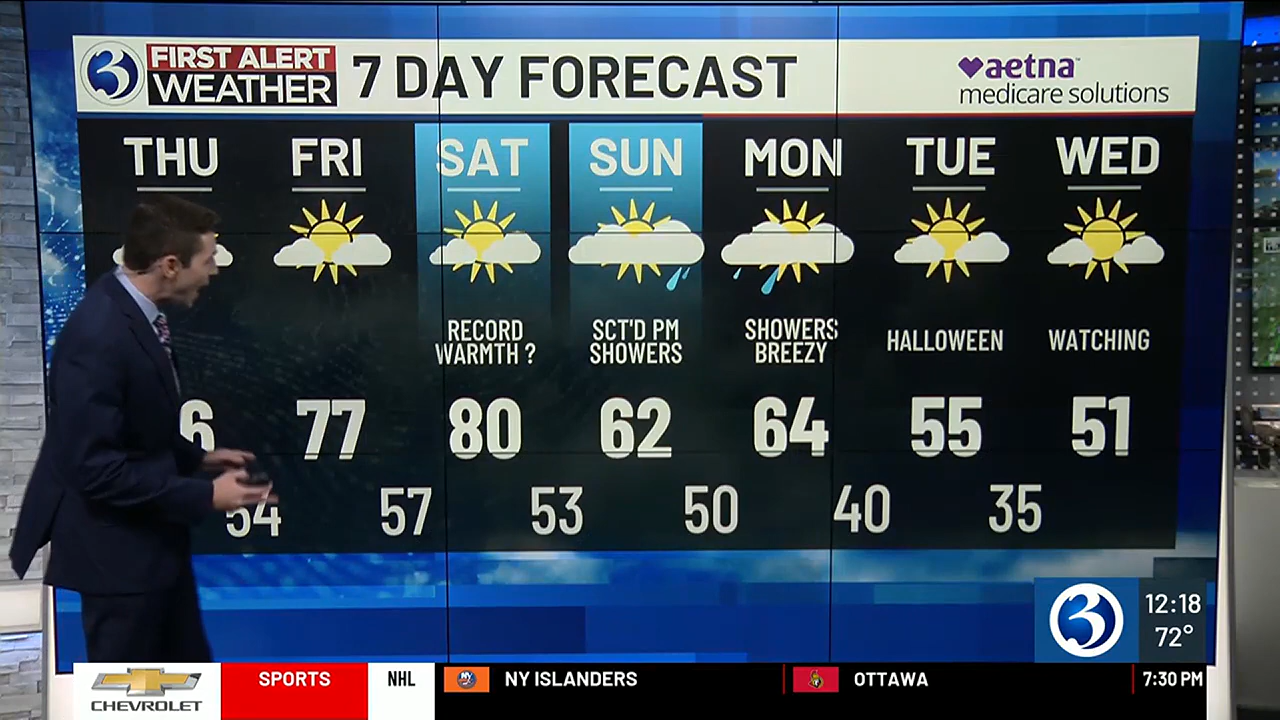 3 FIRST ALERT WEATHER
7 DAY FORECAST
aetna™
medicare solutions
THU FRI SAT SUN MON TUE WED
RECORD WARMTH ?
SCT'D PM SHOWERS
SHOWERS BREEZY
HALLOWEEN
WATCHING
6 77 80 62 64 55 51
54 57 53 50 40 35
3
12:18
72°
CHEVROLET
SPORTS
NHL
NY ISLANDERS
OTTAWA
7:30 PM